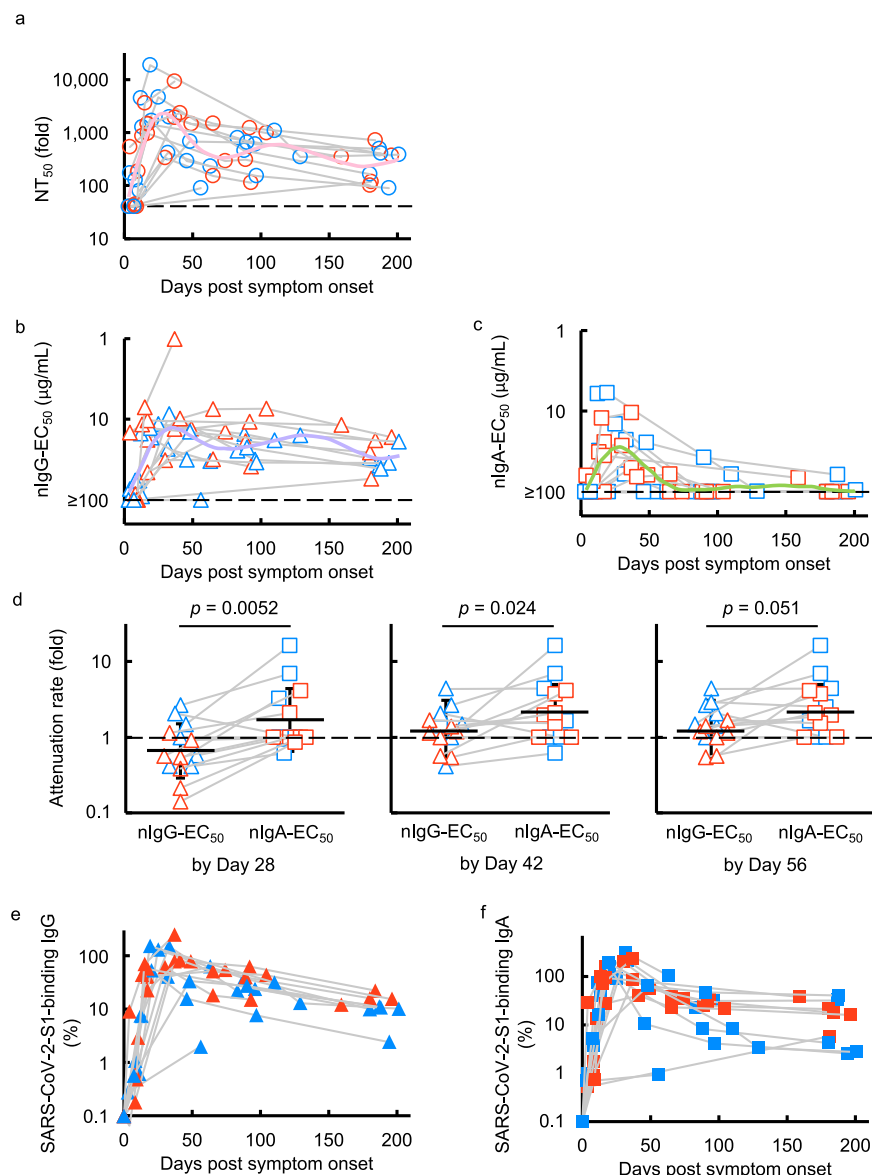 a
NT50 (fold)
10,000
1,000
100
10
0 50 100 150 200
Days post symptom onset
b
nIgG-EC50 (µg/mL)
1
10
≥100
0 50 100 150 200
Days post symptom onset
c
nIgA-EC50 (µg/mL)
1
10
≥100
0 50 100 150 200
Days post symptom onset
d
p = 0.0052
p = 0.024
p = 0.051
Attenuation rate (fold)
10
1
0.1
nIgG-EC50 nIgA-EC50
nIgG-EC50 nIgA-EC50
nIgG-EC50 nIgA-EC50
by Day 28
by Day 42
by Day 56
e
SARS-CoV-2-S1-binding IgG
(%)
100
10
1
0.1
0 50 100 150 200
Days post symptom onset
f
SARS-CoV-2-S1-binding IgA
(%)
100
10
1
0.1
0 50 100 150 200
Days post symptom onset